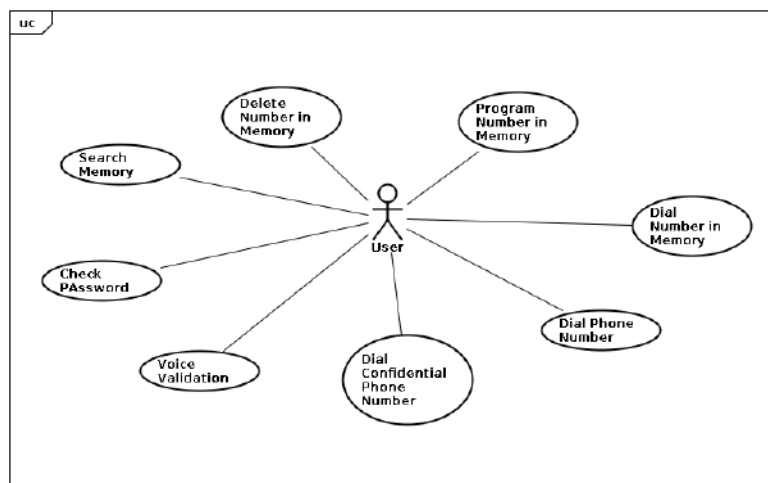 uc
Delete
Number in
Memory
Program
Number in
Memory
Search
Memory
Dial
Number in
Memory
User
Check
PAssword
Dial Phone
Number
Voice
Validation
Dial
Confidential
Phone
Number